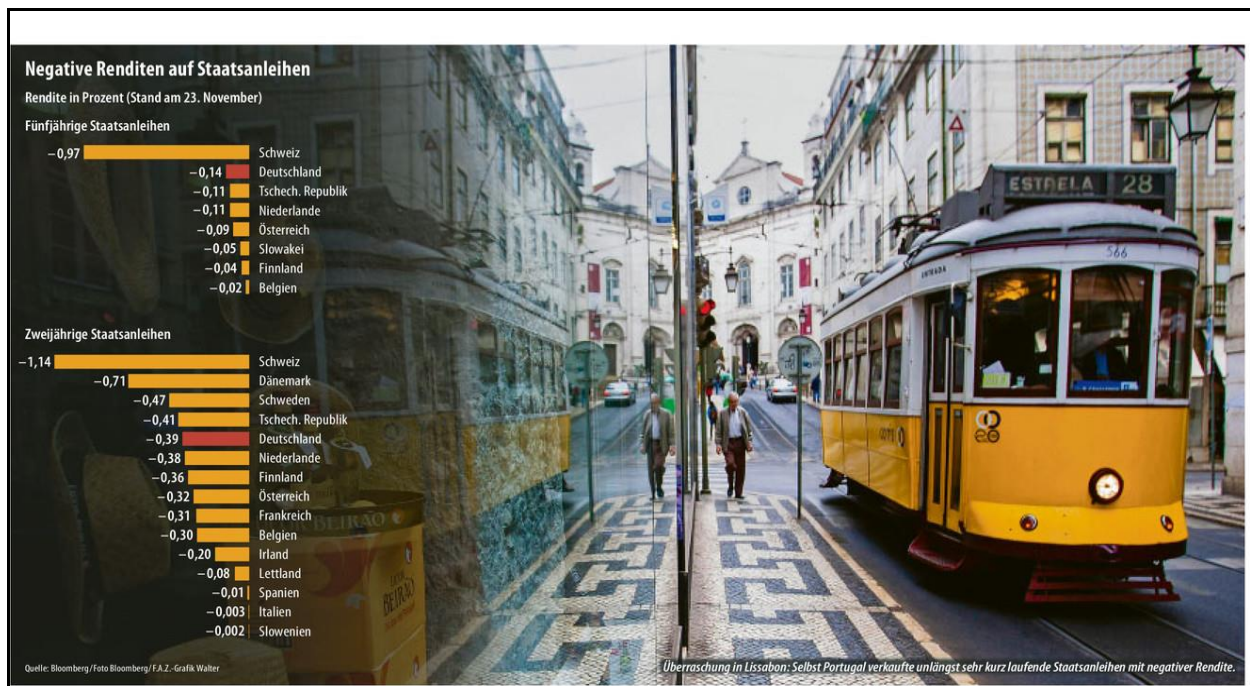 Negative Renditen auf Staatsanleihen
Rendite in Prozent (Stand am 23. November)
Fünfjährige Staatsanleihen
−0,97 Schweiz
−0,14 Deutschland
−0,11 Tschech. Republik
−0,11 Niederlande
−0,09 Österreich
−0,05 Slowakei
−0,04 Finnland
−0,02 Belgien
Zweijährige Staatsanleihen
−1,14 Schweiz
−0,71 Dänemark
−0,47 Schweden
−0,41 Tschech. Republik
−0,39 Deutschland
−0,38 Niederlande
−0,36 Finnland
−0,32 Österreich
−0,31 Frankreich
−0,30 Belgien
−0,20 Irland
−0,08 Lettland
−0,01 Spanien
−0,003 Italien
−0,002 Slowenien
Quelle: Bloomberg/Foto Bloomberg/F.A.Z.-Grafik Walter
BEIRÃO
BEIRÃO
ESTRELA 28
566
ENTRADA
Überraschung in Lissabon: Selbst Portugal verkaufte unlängst sehr kurz laufende Staatsanleihen mit negativer Rendite.